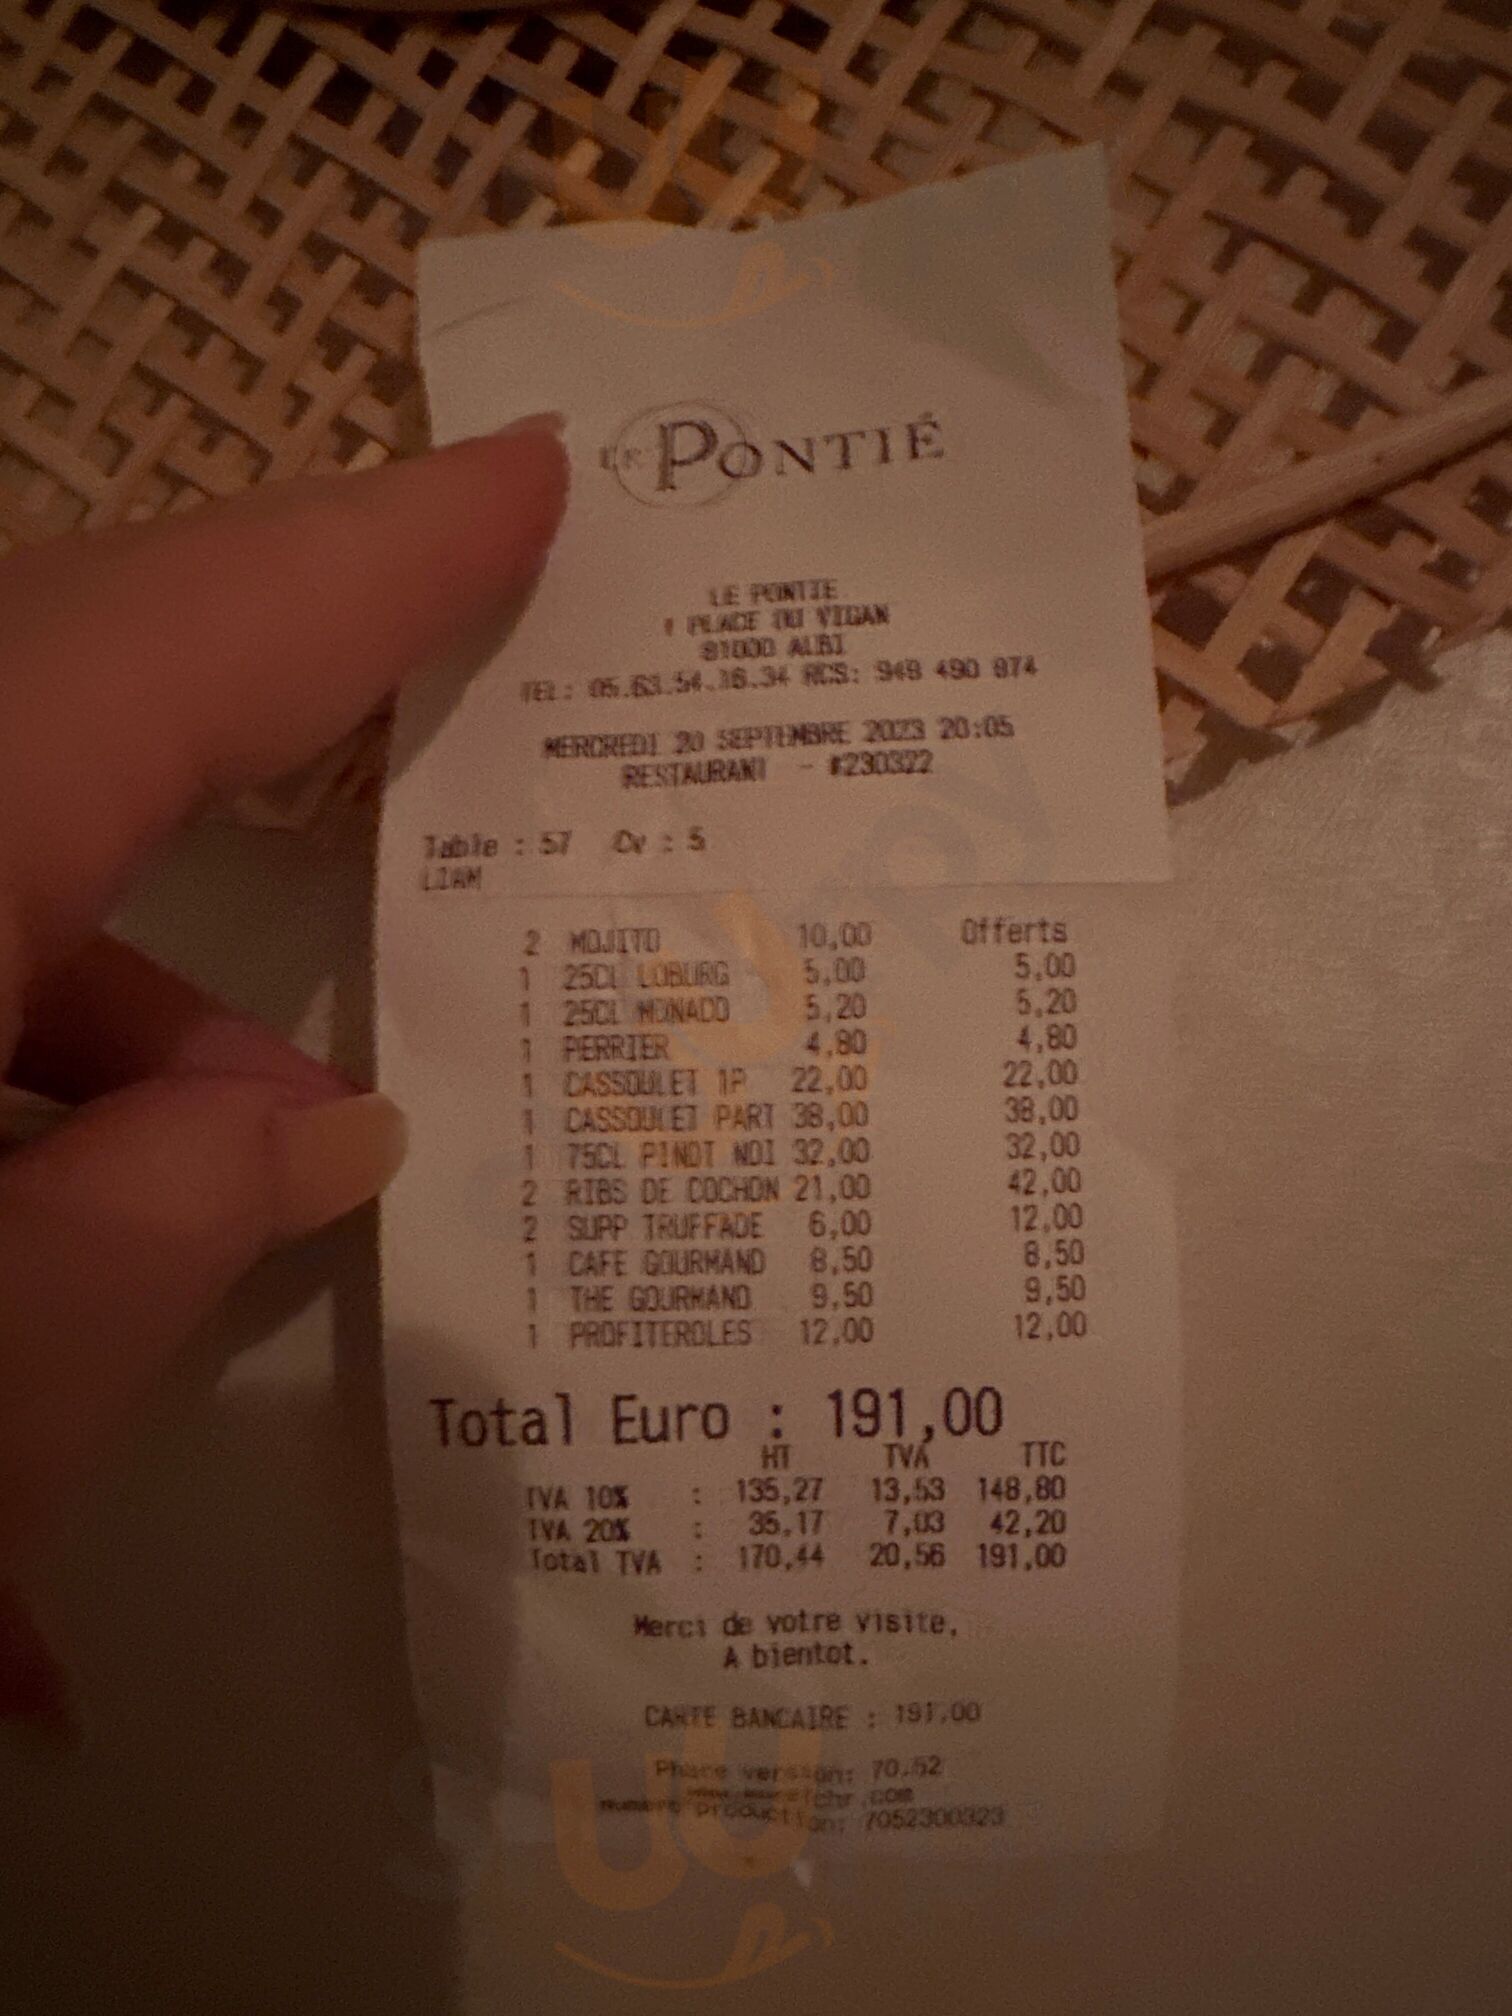 LE PONTIÉ
LE PONTIE
1 PLACE DU VIGAN
81000 ALBI
TEL: 05.63.54.16.34 RCS: 949 490 974
MERCREDI 20 SEPTEMBRE 2023 20:05
RESTAURANT - #230322
Table : 57 Cv : 5
LIAM
2 MOJITO 10,00 Offerts
1 25CL LOBURG 5,00 5,00
1 25CL MONACO 5,20 5,20
1 PERRIER 4,80 4,80
1 CASSOULET 1P 22,00 22,00
1 CASSOULET PART 38,00 38,00
1 75CL PINOT NOI 32,00 32,00
2 RIBS DE COCHON 21,00 42,00
2 SUPP TRUFFADE 6,00 12,00
1 CAFE GOURMAND 8,50 8,50
1 THE GOURMAND 9,50 9,50
1 PROFITEROLES 12,00 12,00
Total Euro : 191,00
HT TVA TTC
TVA 10% : 135,27 13,53 148,80
TVA 20% : 35,17 7,03 42,20
Total TVA : 170,44 20,56 191,00
Merci de votre visite,
A bientot.
CARTE BANCAIRE : 191,00
version: 70.52
.com
Numero production: 7052300323